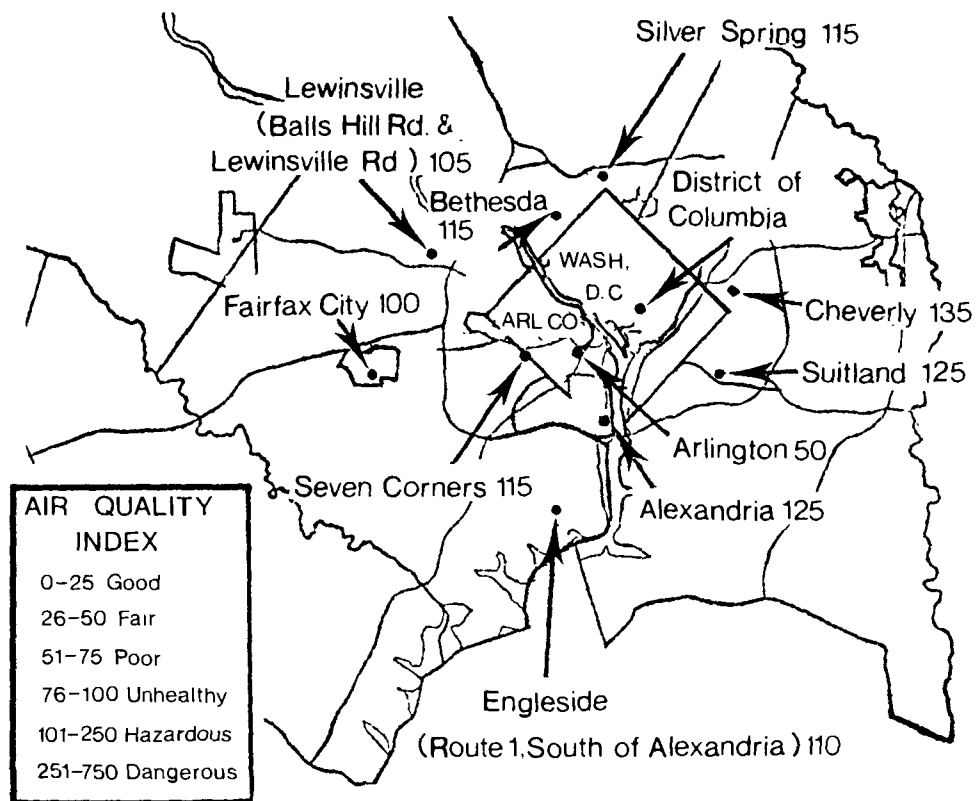 Silver Spring 115
Lewinsville
(Balls Hill Rd. &
Lewinsville Rd ) 105
Bethesda
115
District of
Columbia
WASH,
D.C
Fairfax City 100
ARL CO
Cheverly 135
Suitland 125
Arlington 50
Seven Corners 115
Alexandria 125
AIR QUALITY
INDEX
0-25 Good
26-50 Fair
51-75 Poor
76-100 Unhealthy
101-250 Hazardous
251-750 Dangerous
Engleside
(Route 1, South of Alexandria ) 110